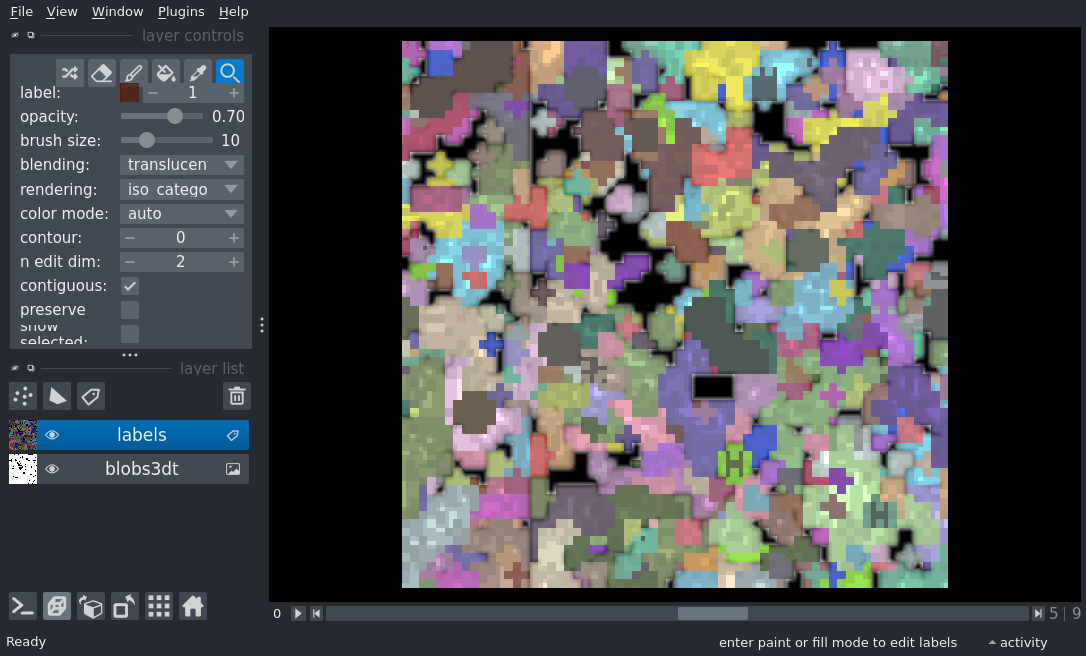 File View Window Plugins Help
layer controls
label: 1
opacity: 0.70
brush size: 10
blending: translucen
rendering: iso_catego
color mode: auto
contour: 0
n edit dim: 2
contiguous:
preserve
show
selected:
layer list
labels
blobs3dt
0 5 | 9
Ready enter paint or fill mode to edit labels activity